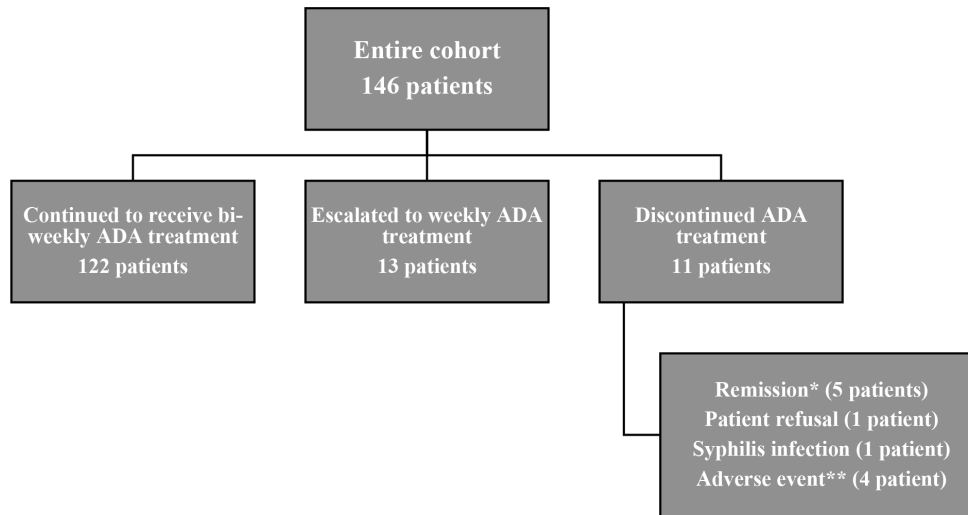 Entire cohort
146 patients
Continued to receive bi-
weekly ADA treatment
122 patients
Escalated to weekly ADA
treatment
13 patients
Discontinued ADA
treatment
11 patients
Remission* (5 patients)
Patient refusal (1 patient)
Syphilis infection (1 patient)
Adverse event** (4 patient)